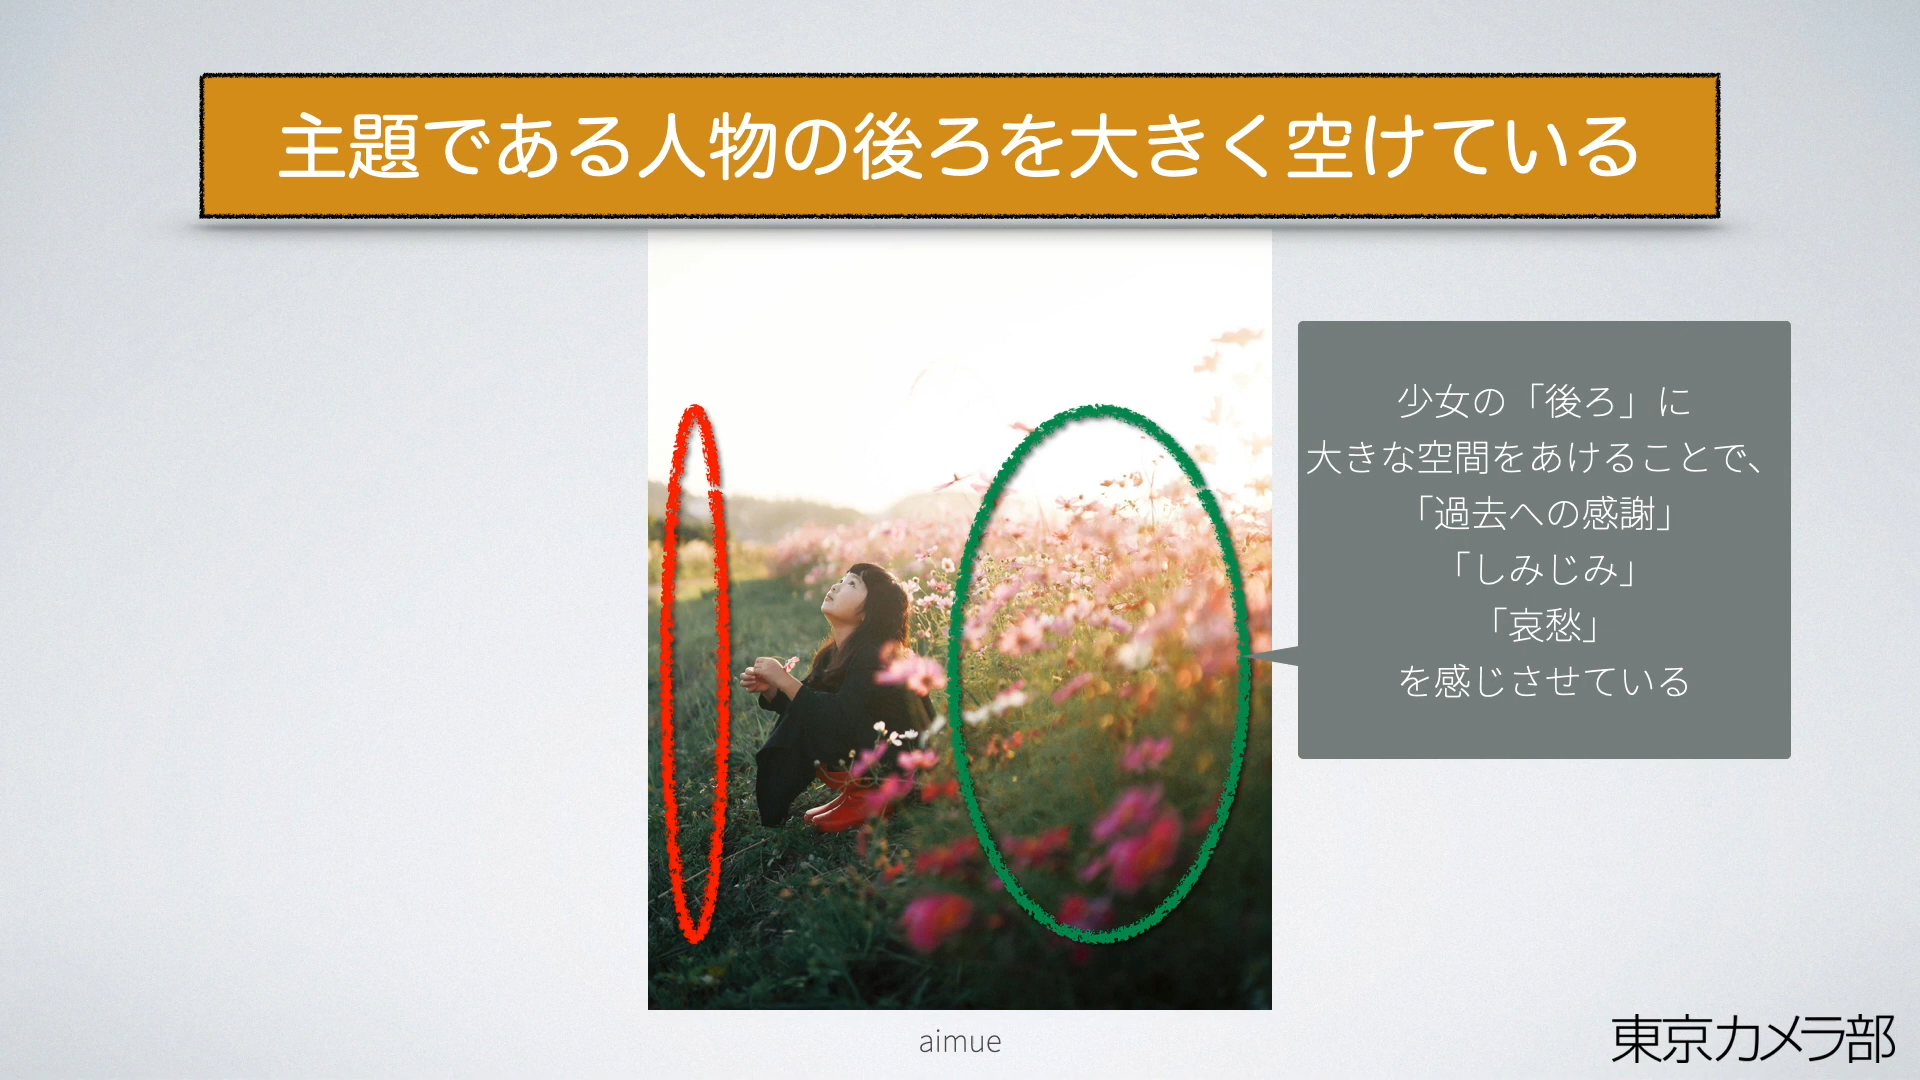 主題である人物の後ろを大きく空けている
少女の「後ろ」に
大きな空間をあけることで、
「過去への感謝」
「しみじみ」
「哀愁」
を感じさせている
aimue
東京カメラ部